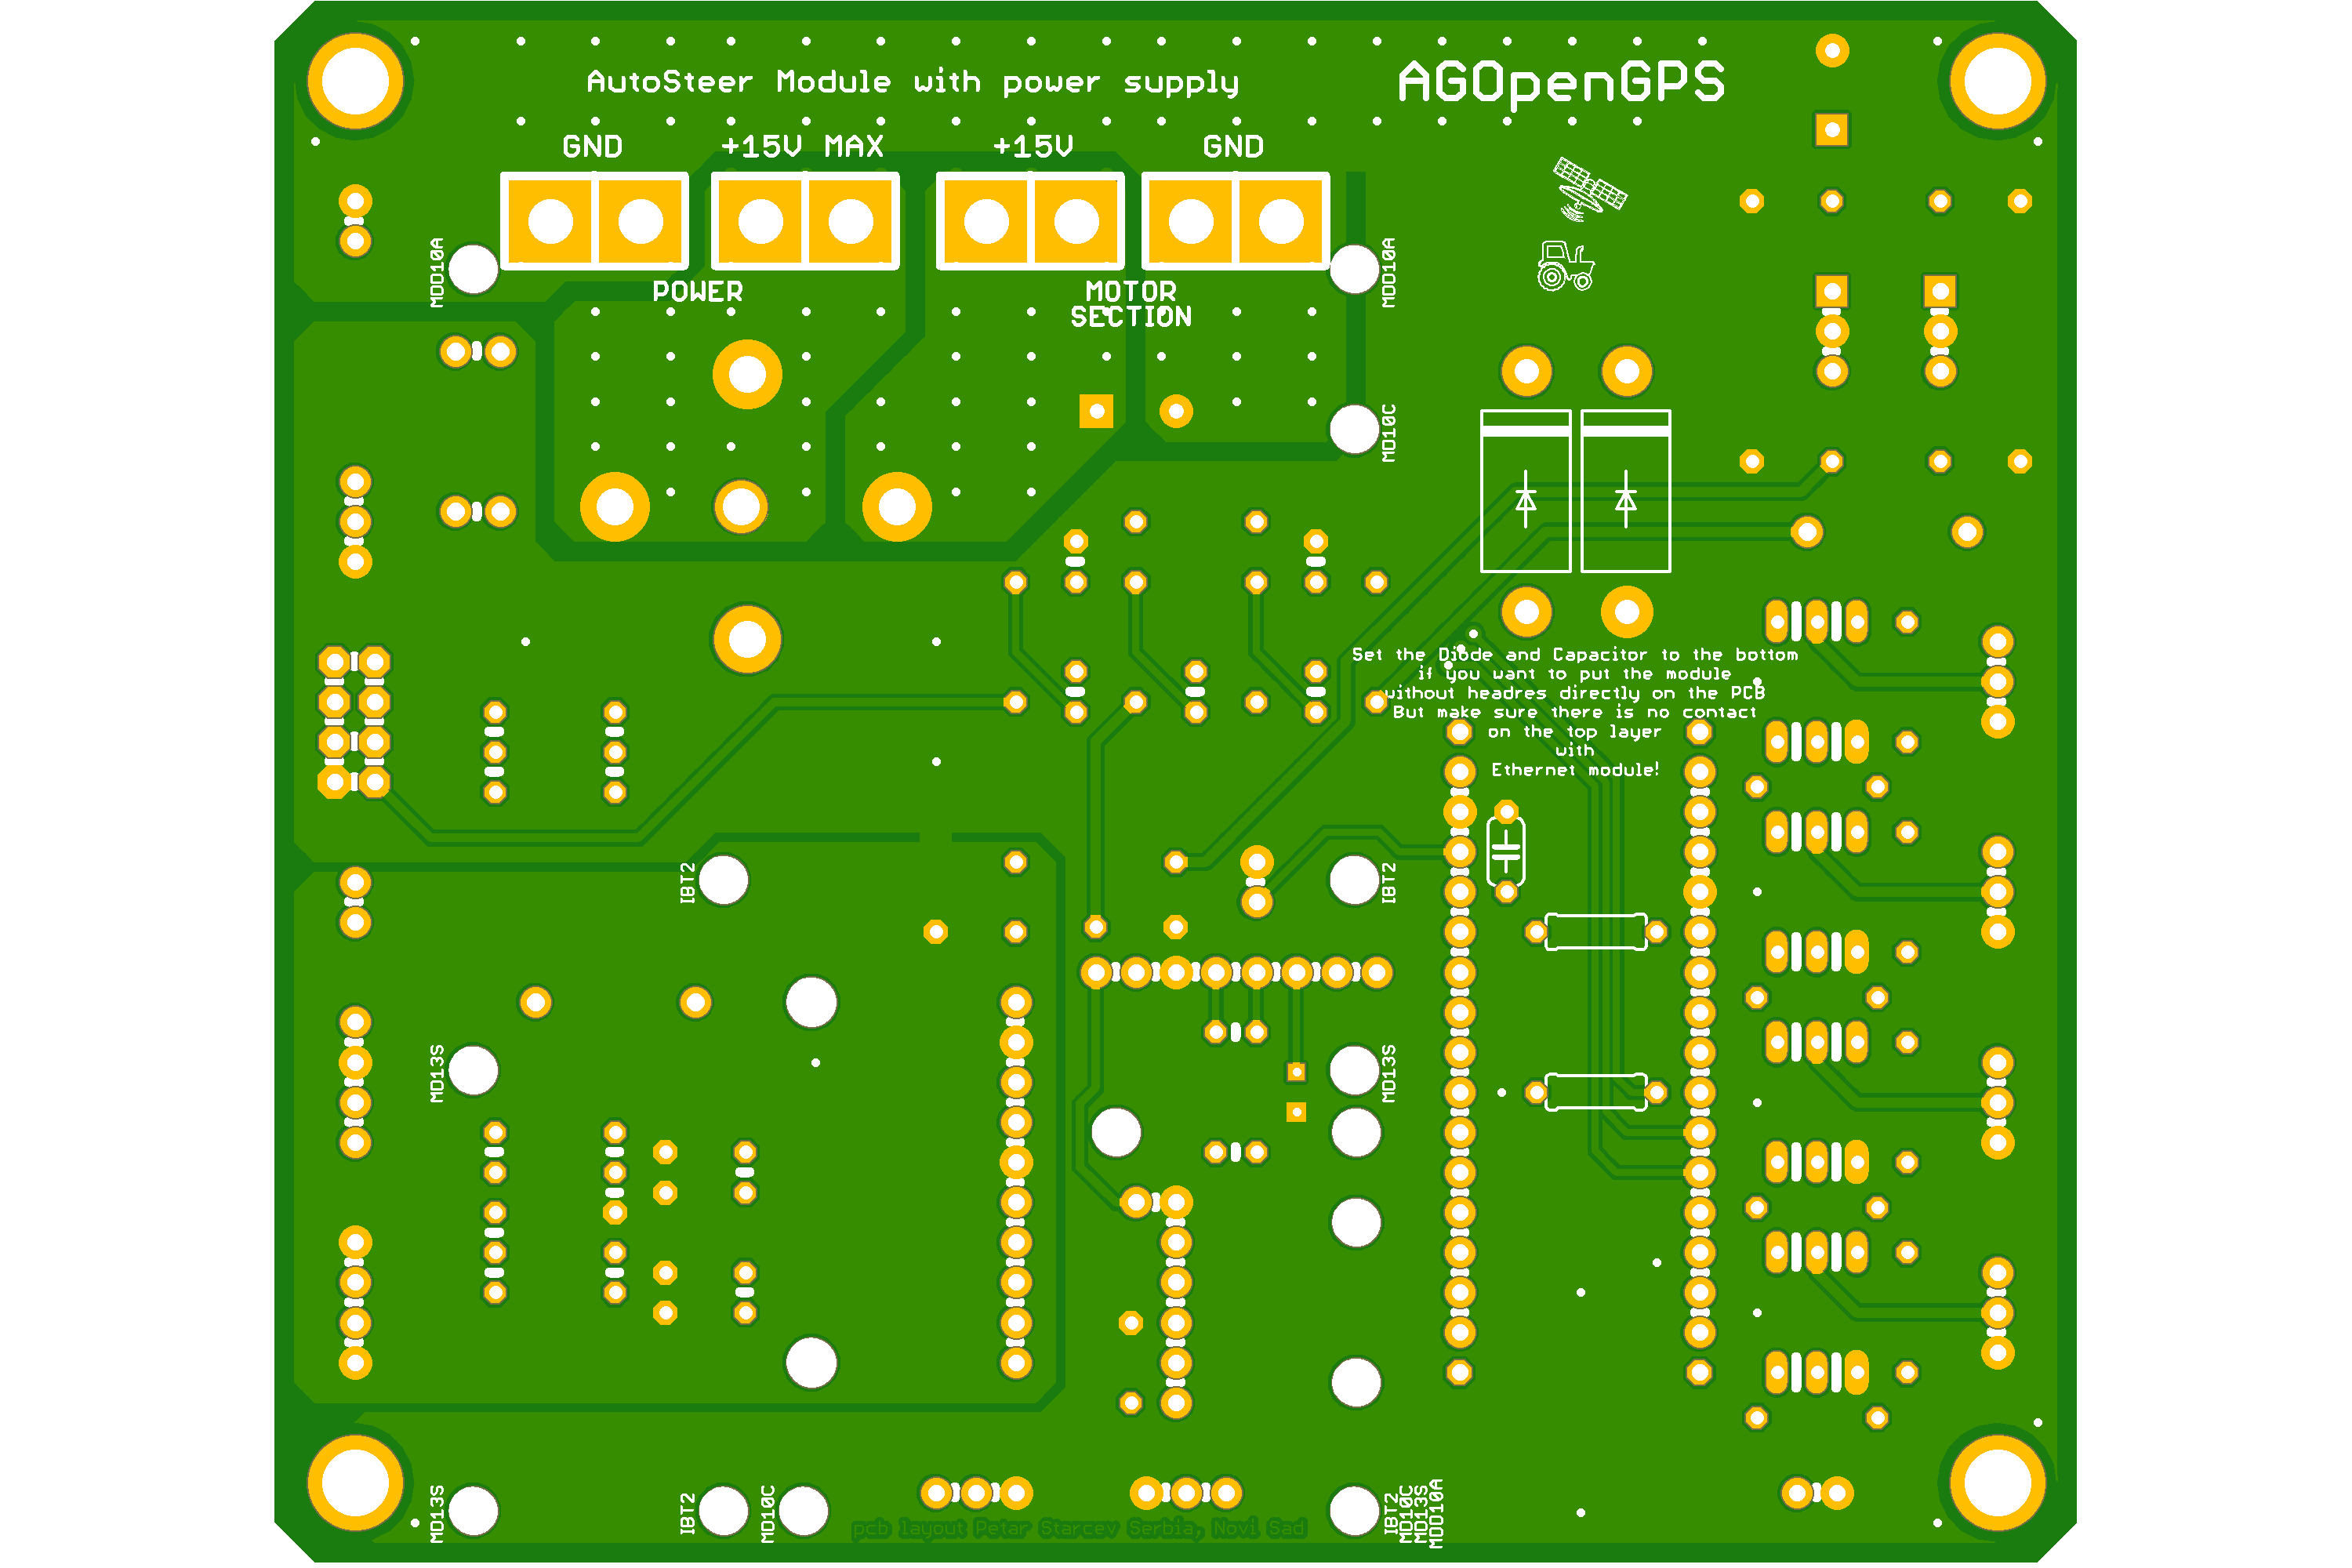 AutoSteer Module with power supply
AGOpenGPS
GND
+15V MAX
+15V
GND
MDD10A
MDD10A
POWER
MOTOR
SECTION
MD10C
Set the Diode and Capacitor to the bottom
if you want to put the module
without headres directly on the PCB
But make sure there is no contact
on the top layer
with
Ethernet module!
IBT2
IBT2
MD13S
MD13S
MD13S
IBT2
MD10C
IBT2
MD10C
MD13S
MDD10A
pcb layout Petar Starcev Serbia, Novi Sad